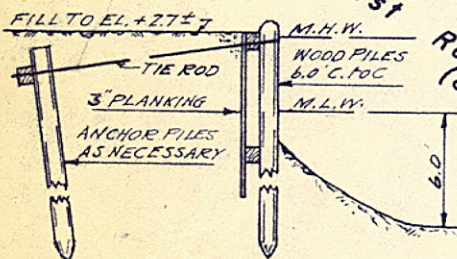 FILL TO EL. +2.7±
M.H.W.
WOOD PILES
6.0' C. TO C
TIE ROD
3" PLANKING
M.L.W.
ANCHOR PILES
AS NECESSARY
6.0